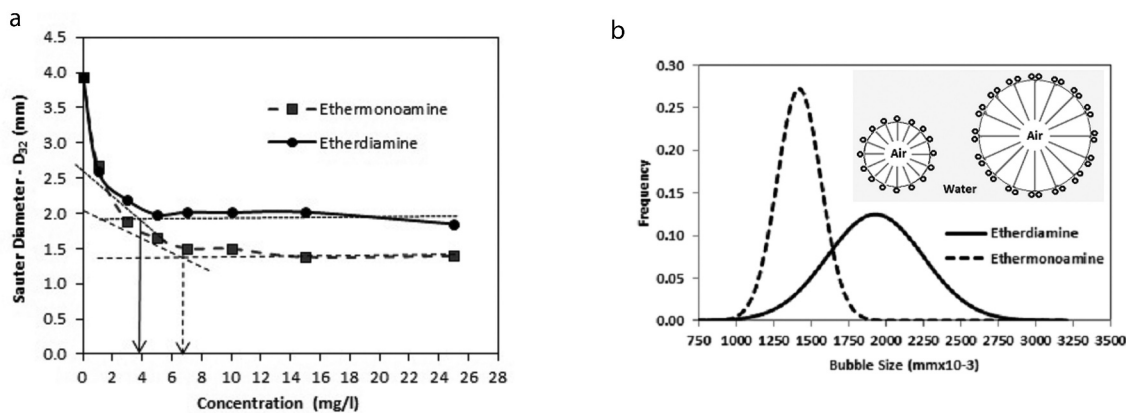 a
Sauter Diameter - D32 (mm)
4.5
4.0
3.5
3.0
2.5
2.0
1.5
1.0
0.5
0.0
Ethermonoamine
Etherdiamine
0 2 4 6 8 10 12 14 16 18 20 22 24 26 28
Concentration (mg/l)
b
Frequency
0.30
0.25
0.20
0.15
0.10
0.05
0.00
Air
Air
Water
Etherdiamine
Ethermonoamine
750 1000 1250 1500 1750 2000 2250 2500 2750 3000 3250 3500
Bubble Size (mmx10-3)